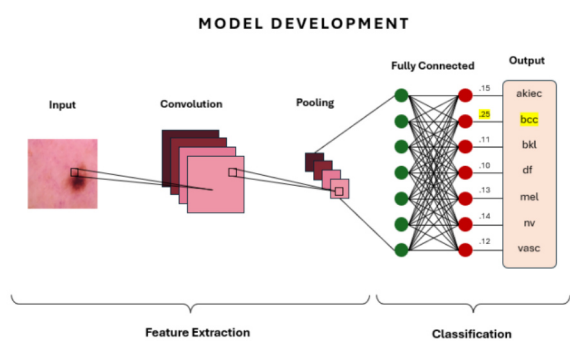 MODEL DEVELOPMENT
Input
Convolution
Pooling
Fully Connected
Output
.15
akiec
.25
bcc
.11
bkl
.10
df
.13
mel
.14
nv
.12
vasc
Feature Extraction
Classification